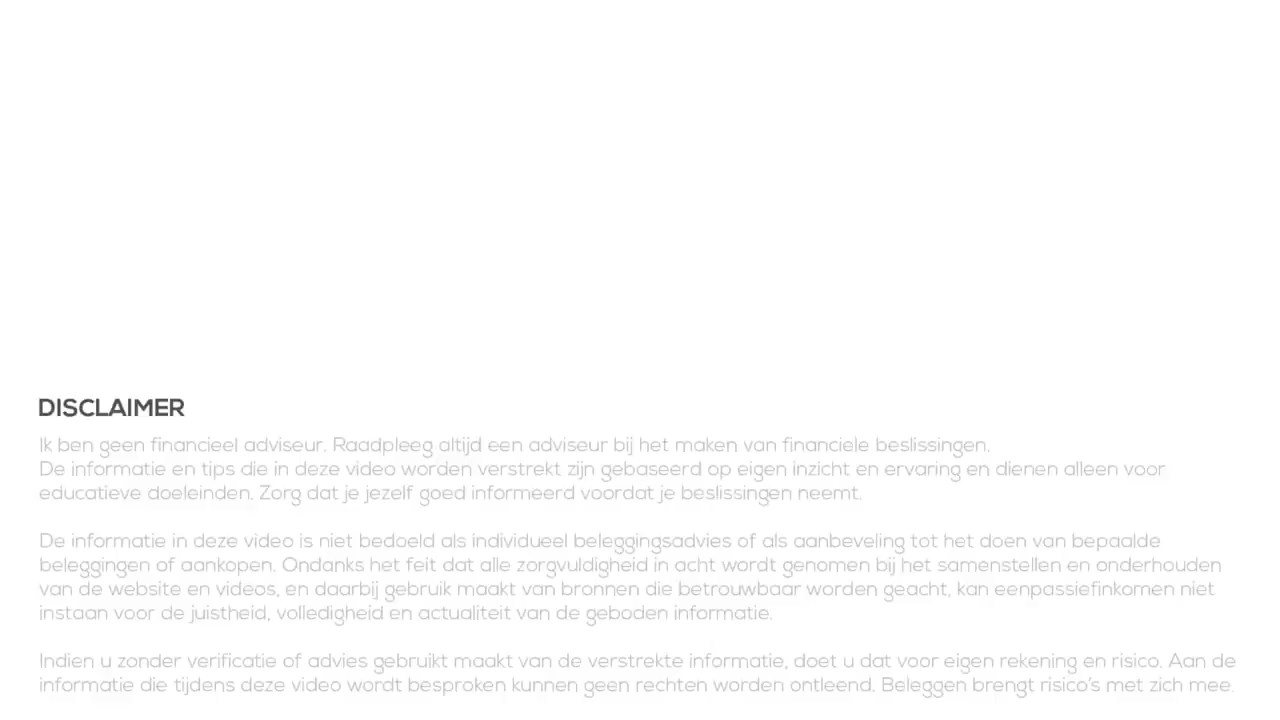 DISCLAIMER
Ik ben geen financieel adviseur. Raadpleeg altijd een adviseur bij het maken van financiele beslissingen.
De informatie en tips die in deze video worden verstrekt zijn gebaseerd op eigen inzicht en ervaring en dienen alleen voor
educatieve doeleinden. Zorg dat je jezelf goed informeerd voordat je beslissingen neemt.
De informatie in deze video is niet bedoeld als individueel beleggingsadvies of als aanbeveling tot het doen van bepaalde
beleggingen of aankopen. Ondanks het feit dat alle zorgvuldigheid in acht wordt genomen bij het samenstellen en onderhouden
van de website en videos, en daarbij gebruik maakt van bronnen die betrouwbaar worden geacht, kan eenpassiefinkomen niet
instaan voor de juistheid, volledigheid en actualiteit van de geboden informatie.
Indien u zonder verificatie of advies gebruikt maakt van de verstrekte informatie, doet u dat voor eigen rekening en risico. Aan de
informatie die tijdens deze video wordt besproken kunnen geen rechten worden ontleend. Beleggen brengt risico's met zich mee.